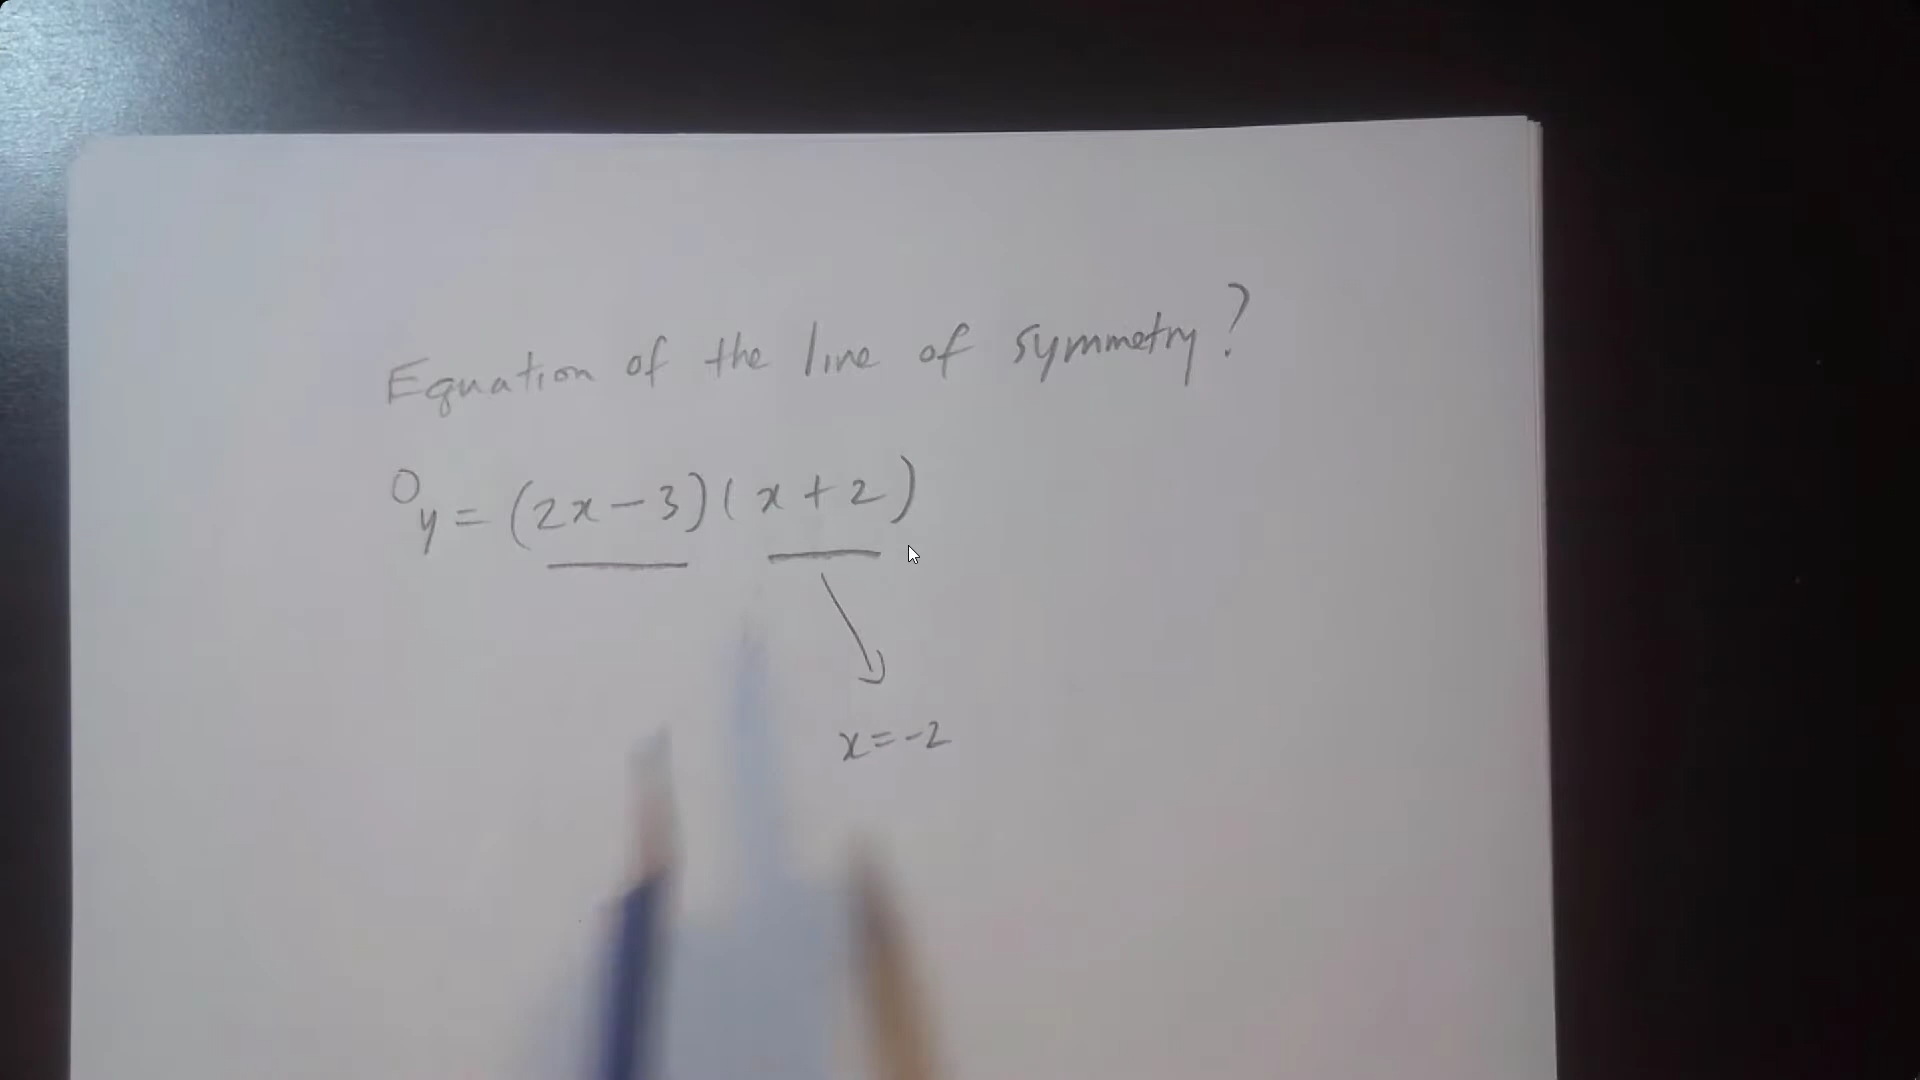 Equation of the line of symmetry?
0
y = (2x - 3)(x + 2)
x = -2